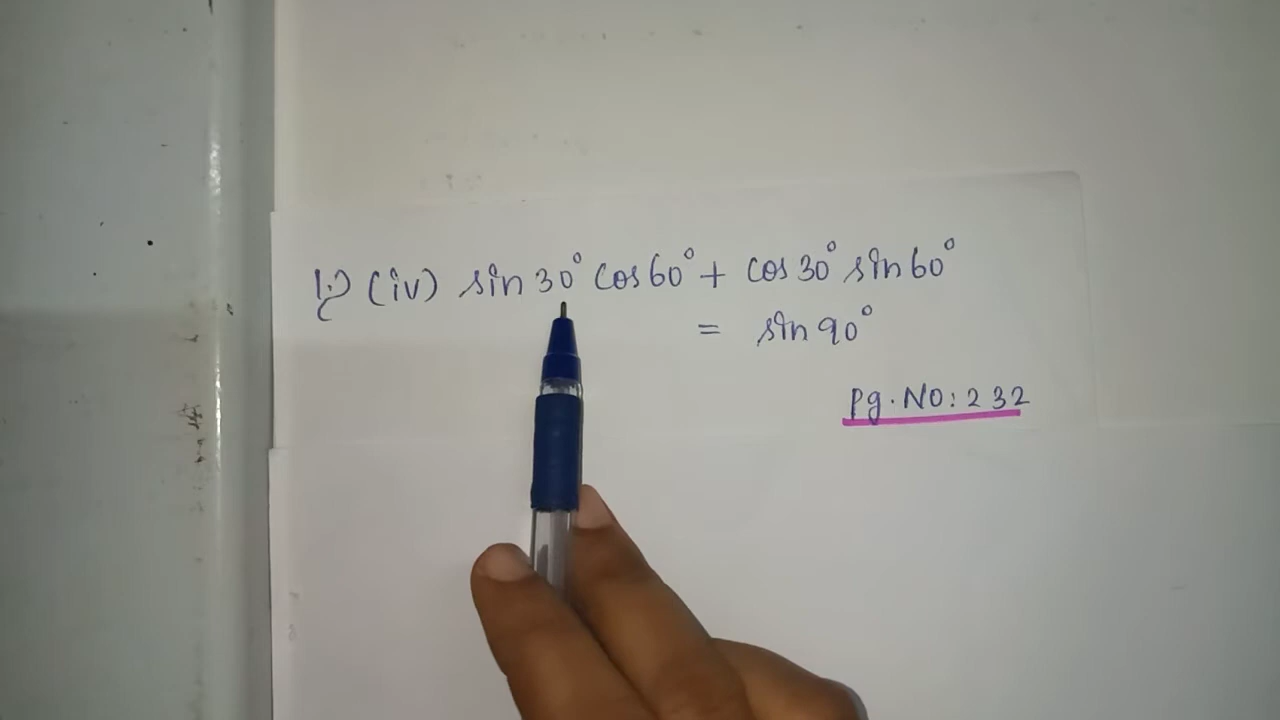 1.) (iv) sin 30° cos 60° + cos 30° sin 60°
= sin 90°
Pg. NO: 232